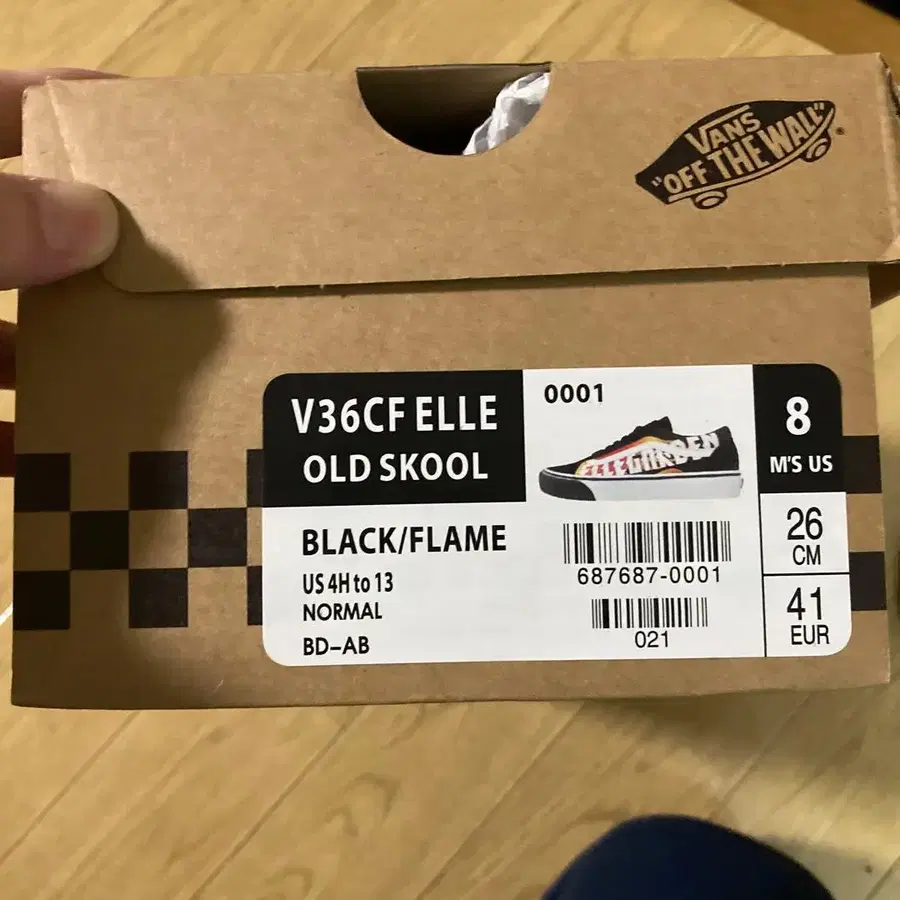 VANS
"OFF THE WALL"
V36CF ELLE
OLD SKOOL
0001
ELLEGARDEN
8
M'S US
BLACK/FLAME
US 4H to 13
NORMAL
BD-AB
687687-0001
021
26
CM
41
EUR